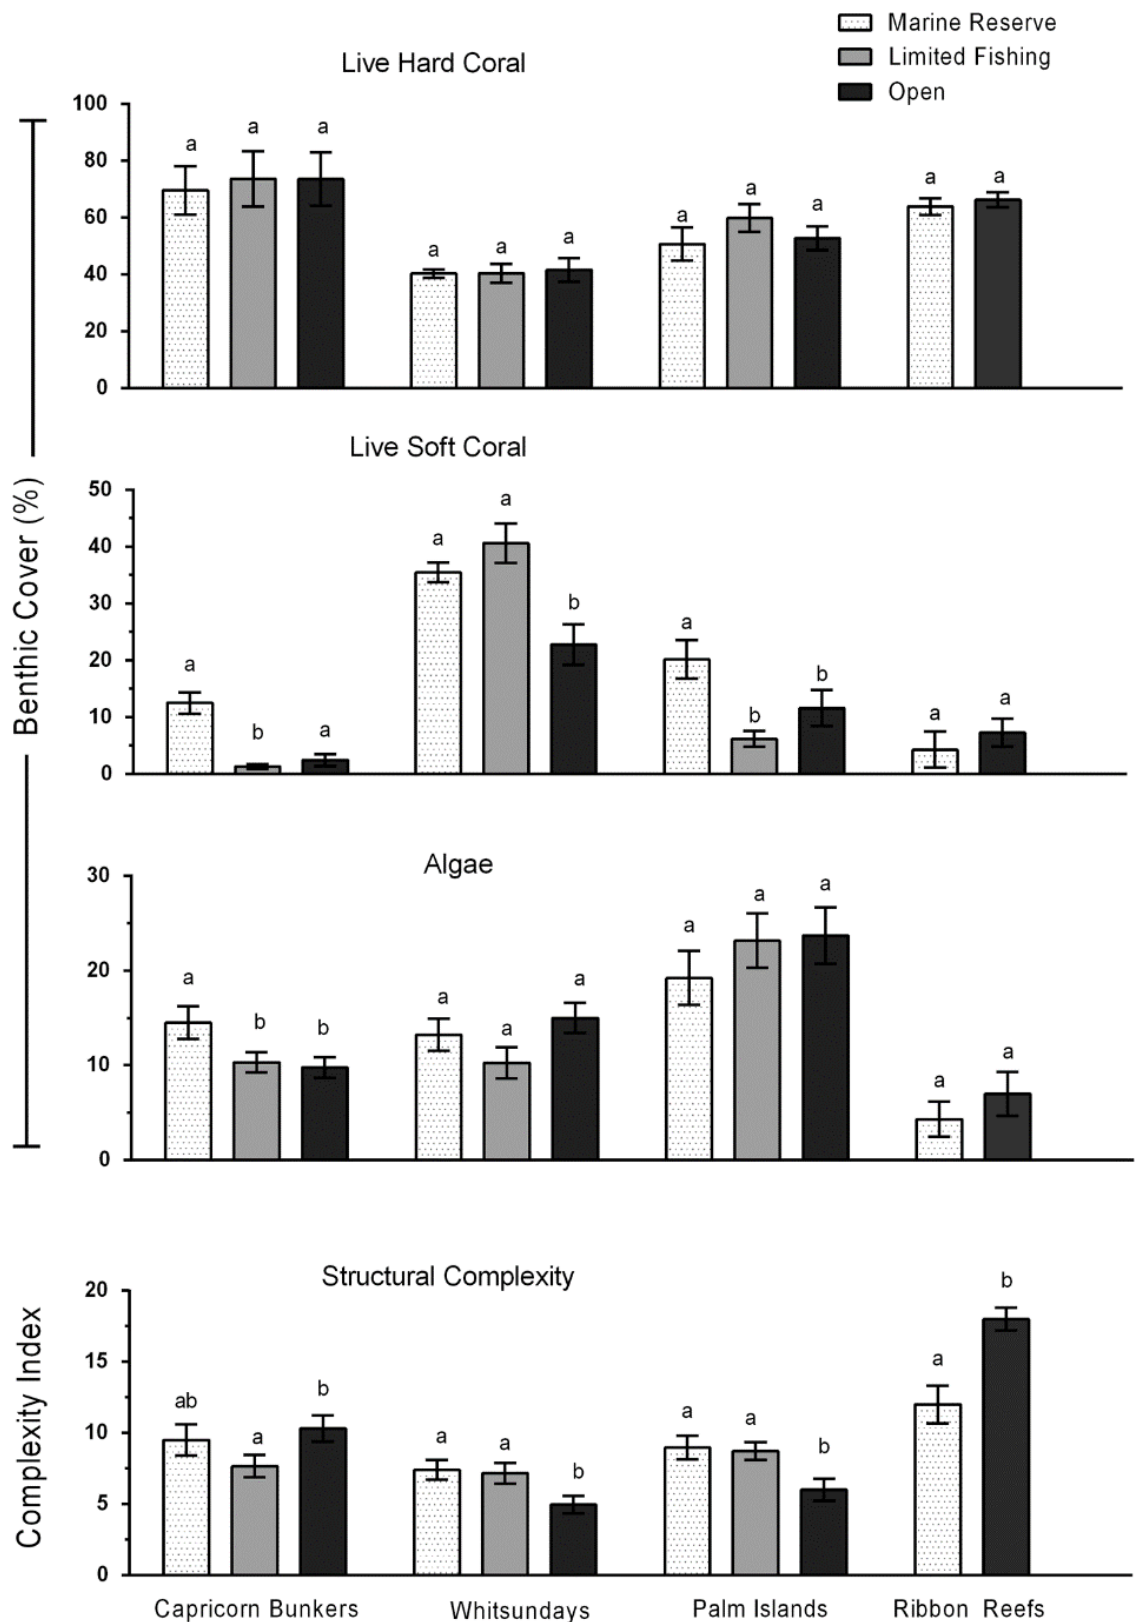 Marine Reserve
Limited Fishing
Open
Live Hard Coral
100
80
60
40
20
0
a a a
a a a
a a a
a a
Benthic Cover (%)
Live Soft Coral
50
40
30
20
10
0
a b a
a a b
a b b
a a
Algae
30
20
10
0
a b b
a a a
a a a
a a
Structural Complexity
Complexity Index
20
15
10
5
0
ab a b
a a b
a a b
a b
Capricorn Bunkers Whitsundays Palm Islands Ribbon Reefs